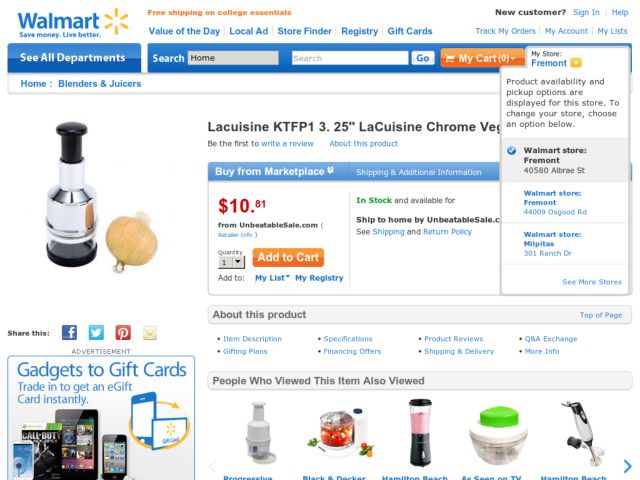 Walmart
Save money. Live better.
Free shipping on college essentials
New customer? Sign In | Help
Value of the Day Local Ad Store Finder Registry Gift Cards
Track My Orders My Account My Lists
See All Departments
Search Home
Go
My Cart (0)
My Store:
Fremont
Product availability and
pickup options are
displayed for this store. To
change your store, choose
an option below.
Walmart store:
Fremont
40580 Albrae St
Walmart store:
Fremont
44009 Osgood Rd
Walmart store:
Milpitas
301 Ranch Dr
See More Stores
Home : Blenders & Juicers
Lacuisine KTFP1 3. 25" LaCuisine Chrome Veg
Be the first to write a review About this product
Buy from Marketplace ? Shipping & Additional Information
$10.81
from UnbeatableSale.com (
Retailer Info )
Quantity
1
Add to Cart
Add to: My List My Registry
In Stock and available for
Ship to home by UnbeatableSale.c
See Shipping and Return Policy
Share this:
ADVERTISEMENT
Gadgets to Gift Cards
Trade in to get an eGift
Card instantly.
Gift Card
About this product
Top of Page
• Item Description • Specifications • Product Reviews • Q&A Exchange
• Gifting Plans • Financing Offers • Shipping & Delivery • More Info
People Who Viewed This Item Also Viewed
Progressive Black & Decker Hamilton Beach As Seen on TV Hamilton Beach